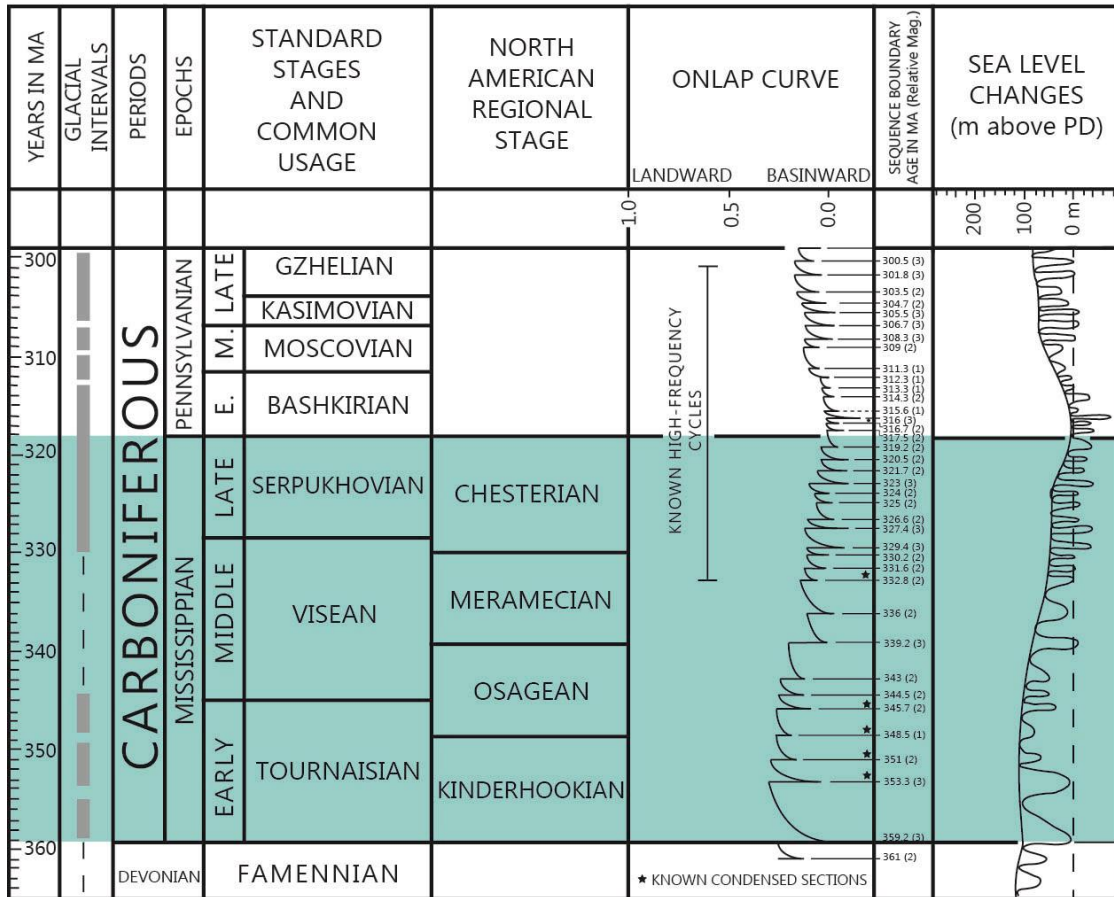 YEARS IN MA
GLACIAL
INTERVALS
PERIODS
EPOCHS
STANDARD
STAGES
AND
COMMON
USAGE
NORTH
AMERICAN
REGIONAL
STAGE
ONLAP CURVE
LANDWARD
BASINWARD
SEQUENCE BOUNDARY
AGE IN MA (Relative Mag.)
SEA LEVEL
CHANGES
(m above PD)
1.0
0.5
0.0
200
100
0 m
300
310
320
330
340
350
360
CARBONIFEROUS
DEVONIAN
PENNSYLVANIAN
MISSISSIPPIAN
LATE
M.
E.
LATE
MIDDLE
EARLY
GZHELIAN
KASIMOVIAN
MOSCOVIAN
BASHKIRIAN
SERPUKHOVIAN
VISEAN
TOURNAISIAN
FAMENNIAN
CHESTERIAN
MERAMECIAN
OSAGEAN
KINDERHOOKIAN
KNOWN HIGH-FREQUENCY
CYCLES
300.5 (3)
301.8 (2)
303.5 (2)
304.7 (2)
305.5 (3)
306.7 (3)
308.3 (3)
309 (2)
311.3 (1)
312.3 (1)
313.3 (1)
314.3 (2)
315.6 (1)
316 (3)
316.7 (2)
317.5 (2)
319.2 (2)
320.5 (2)
321.7 (2)
323 (3)
324 (2)
325 (2)
326.6 (2)
327.4 (3)
329.4 (3)
330.2 (2)
331.6 (2)
332.8 (2)
336 (2)
339.2 (3)
343 (2)
344.5 (2)
345.7 (2)
348.5 (1)
351 (2)
353.3 (3)
359.2 (3)
361 (2)
★ KNOWN CONDENSED SECTIONS